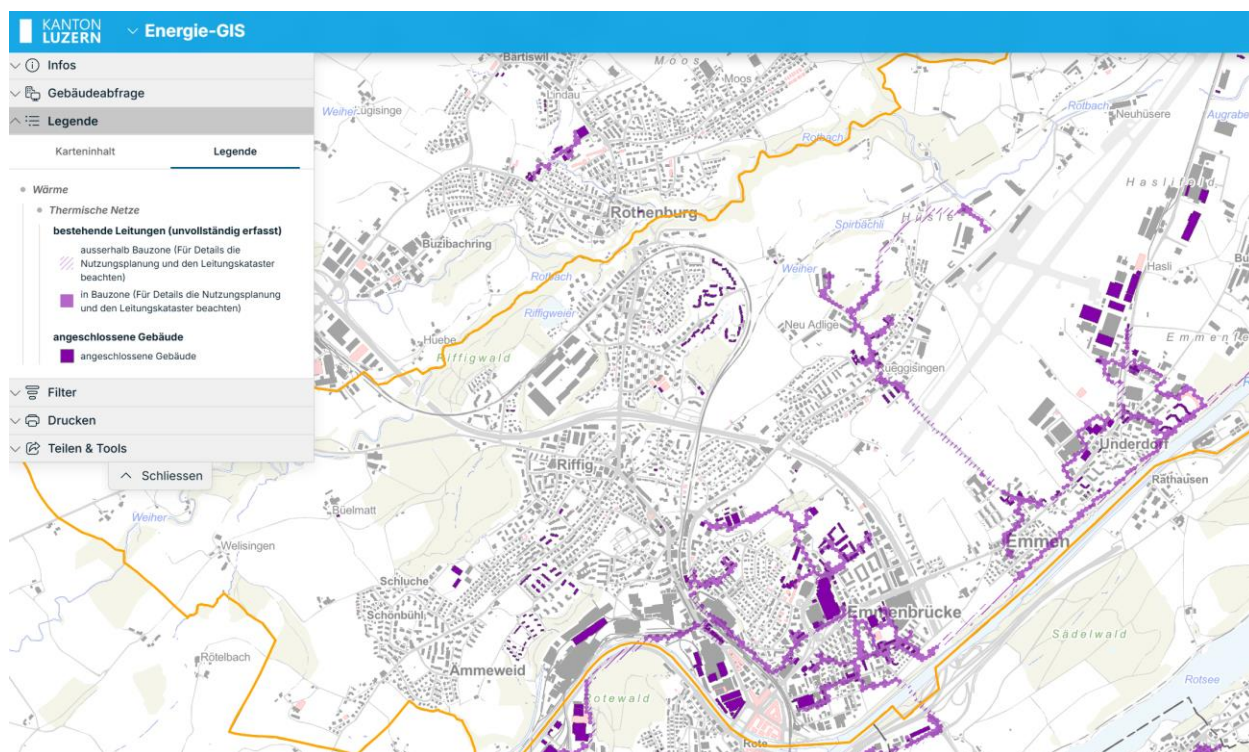 KANTON
LUZERN
Energie-GIS
Infos
Gebäudeabfrage
Legende
Karteninhalt
Legende
Wärme
Thermische Netze
bestehende Leitungen (unvollständig erfasst)
ausserhalb Bauzone (Für Details die
Nutzungsplanung und den Leitungskataster
beachten)
in Bauzone (Für Details die Nutzungsplanung
und den Leitungskataster beachten)
angeschlossene Gebäude
angeschlossene Gebäude
Filter
Drucken
Teilen & Tools
Schliessen
Bärtiswil
Moos
Moos
Lindau
Weiher
Rotbach
Neuhüsere
Rotbach
Haslifeld
Rothenburg
Hüslé
Spirbächli
Buzibachring
Hasli
Rotbach
Weiher
Riffigweier
Neu Adlige
Huebe
Riffigwald
Rueggisingen
Underdorf
Riffig
Rathausen
Büelmatt
Weiher
Welisingen
Emmen
Schluche
Schönbühl
Emmenbrücke
Sädelwald
Rötelbach
Ämmeweid
Rotewald
Rotsee
Rote